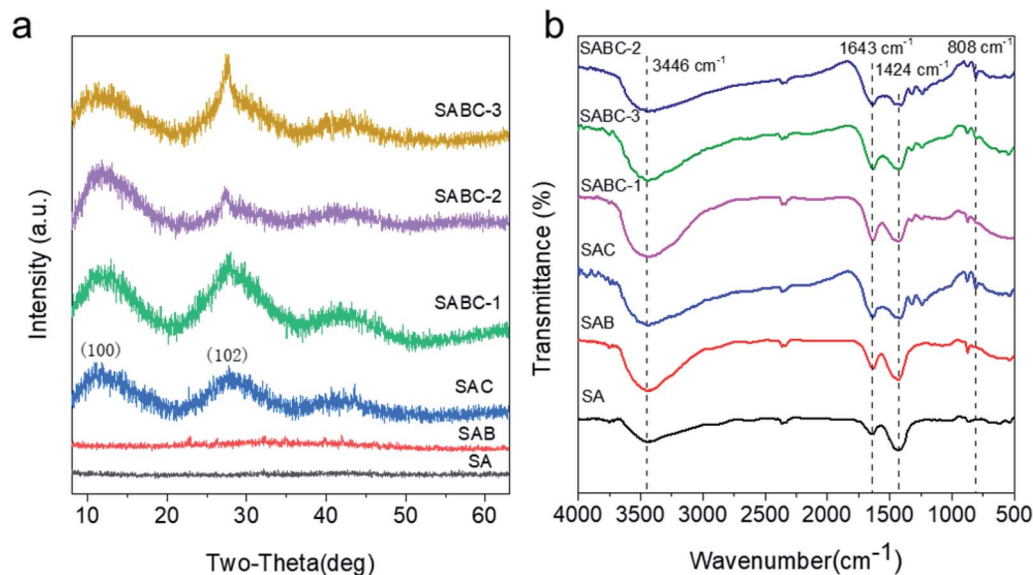 a
SABC-3
SABC-2
SABC-1
(100)
(102)
SAC
SAB
SA
Intensity (a.u.)
10 20 30 40 50 60
Two-Theta(deg)
b
SABC-2
3446 cm⁻¹
1643 cm⁻¹
1424 cm⁻¹
808 cm⁻¹
SABC-3
SABC-1
SAC
SAB
SA
Transmittance (%)
4000 3500 3000 2500 2000 1500 1000 500
Wavenumber(cm⁻¹)